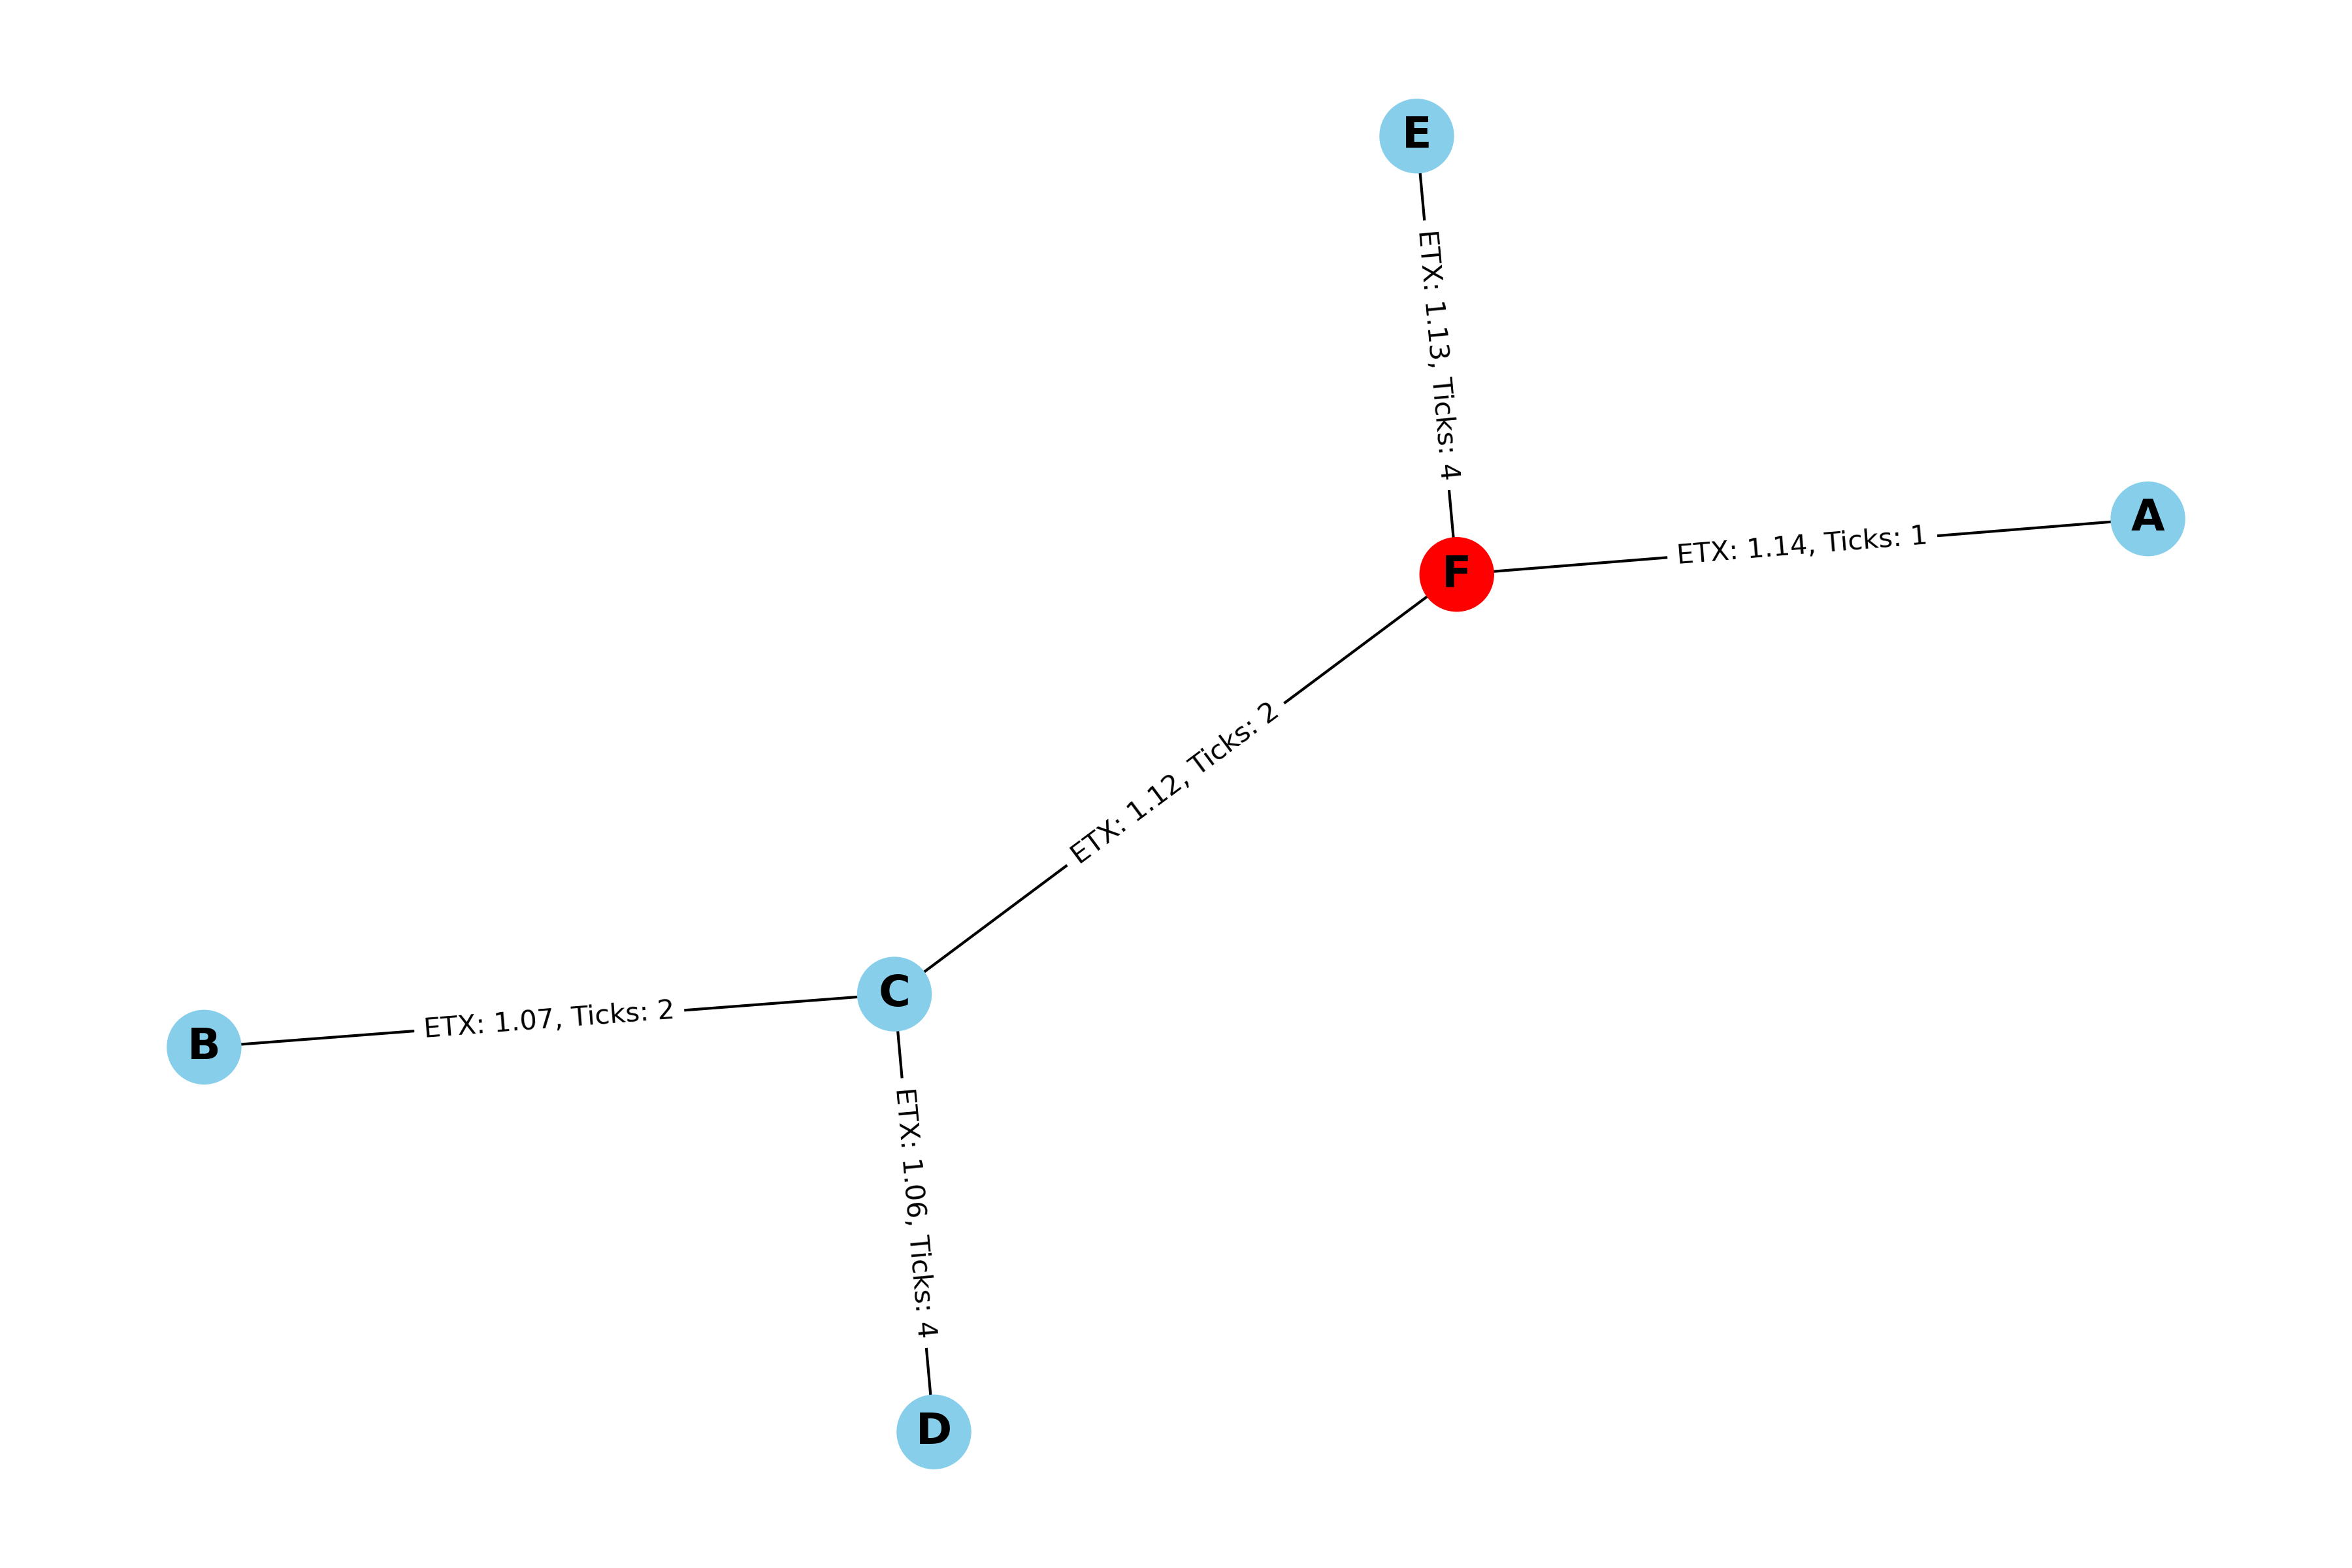 E
ETX: 1.13, Ticks: 4
A
ETX: 1.14, Ticks: 1
F
ETX: 1.12, Ticks: 2
C
ETX: 1.07, Ticks: 2
B
ETX: 1.06, Ticks: 4
D